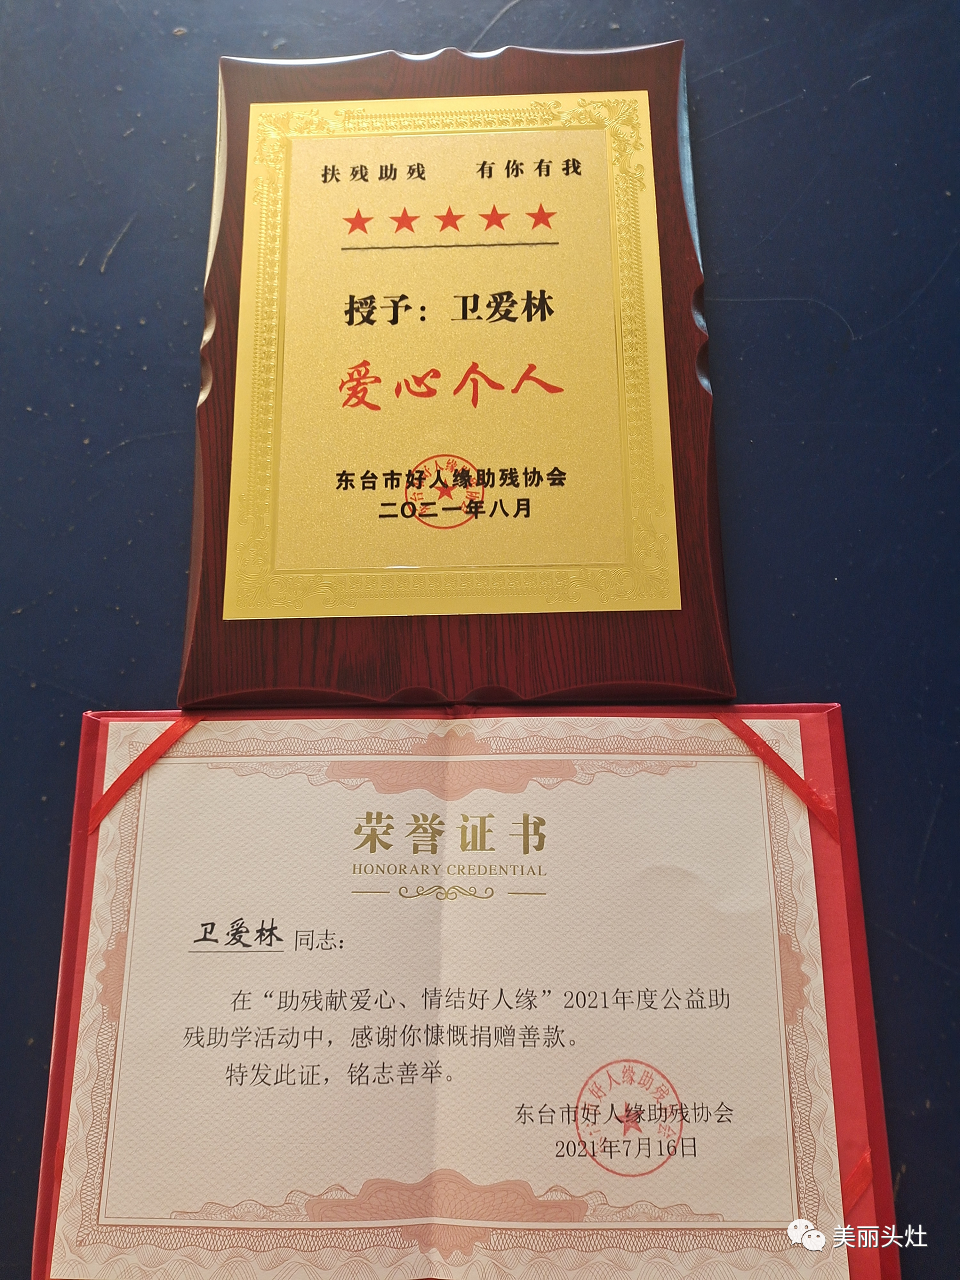 扶残助残 有你有我
授予：卫爱林
爱心个人
东台市好人缘助残协会
二〇二一年八月
荣誉证书
HONORARY CREDENTIAL
卫爱林 同志：
在“助残献爱心、情结好人缘”2021年度公益助
残助学活动中，感谢你慷慨捐赠善款。
特发此证，铭志善举。
东台市好人缘助残协会
2021年7月16日
美丽头灶